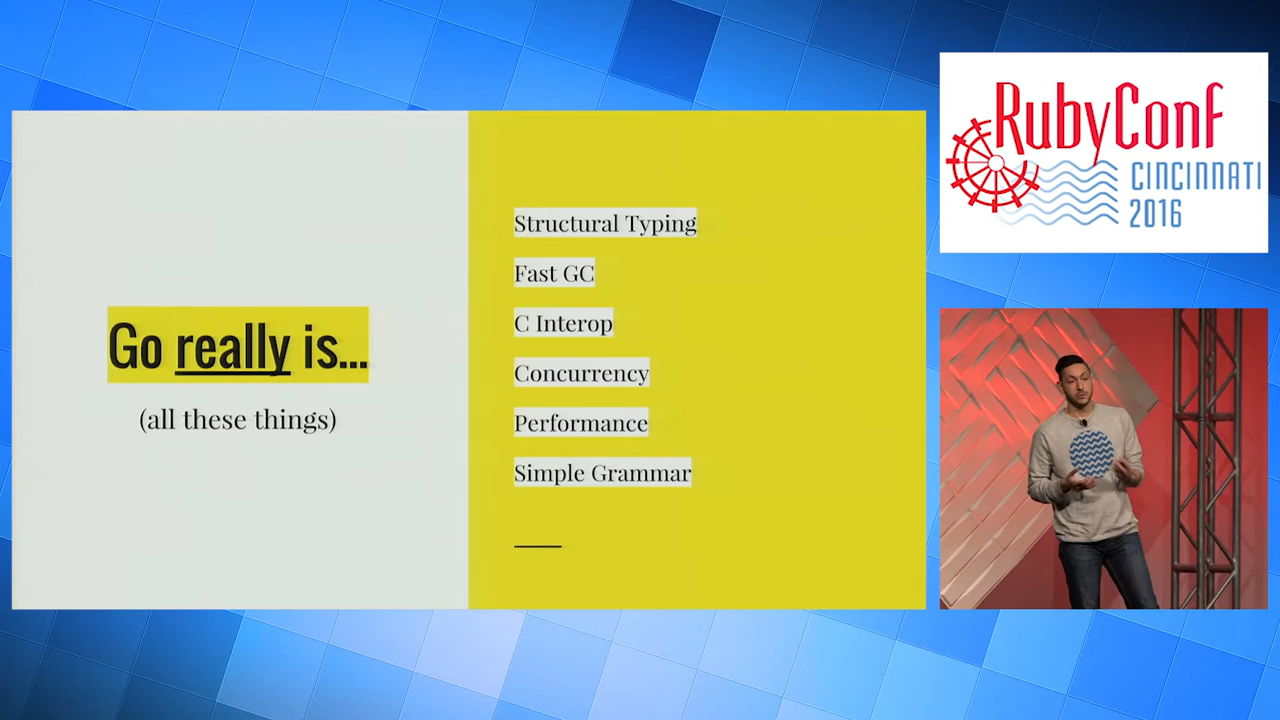 Go really is...
(all these things)
Structural Typing
Fast GC
C Interop
Concurrency
Performance
Simple Grammar
RubyConf
CINCINNATI
2016